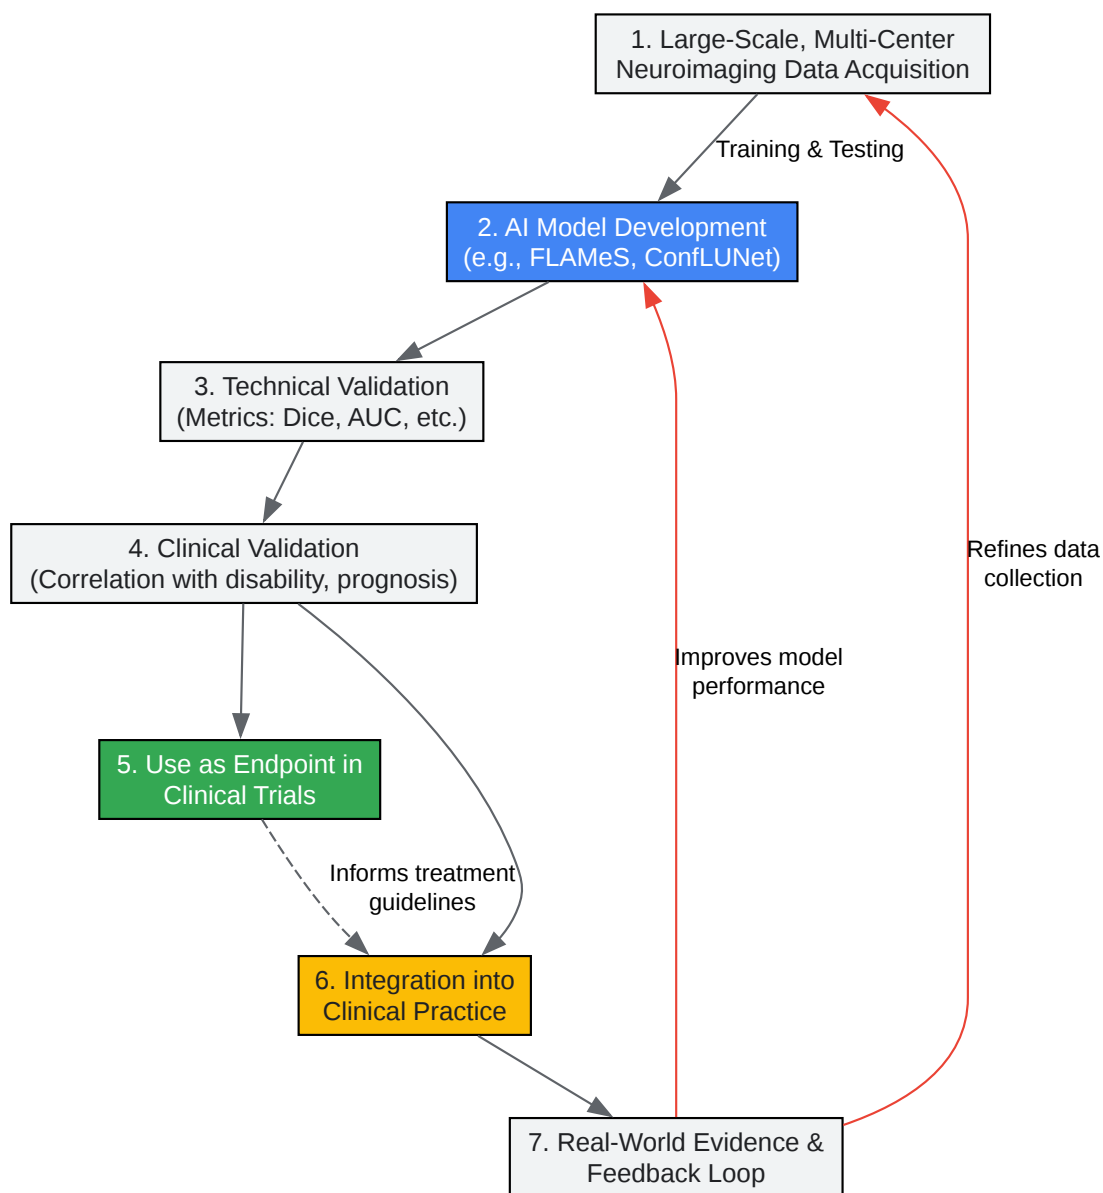 1. Large-Scale, Multi-Center
Neuroimaging Data Acquisition
Training & Testing
2. AI Model Development
(e.g., FLAMeS, ConfLUNet)
3. Technical Validation
(Metrics: Dice, AUC, etc.)
4. Clinical Validation
(Correlation with disability, prognosis)
Refines data
collection
Improves model
performance
5. Use as Endpoint in
Clinical Trials
Informs treatment
guidelines
6. Integration into
Clinical Practice
7. Real-World Evidence &
Feedback Loop